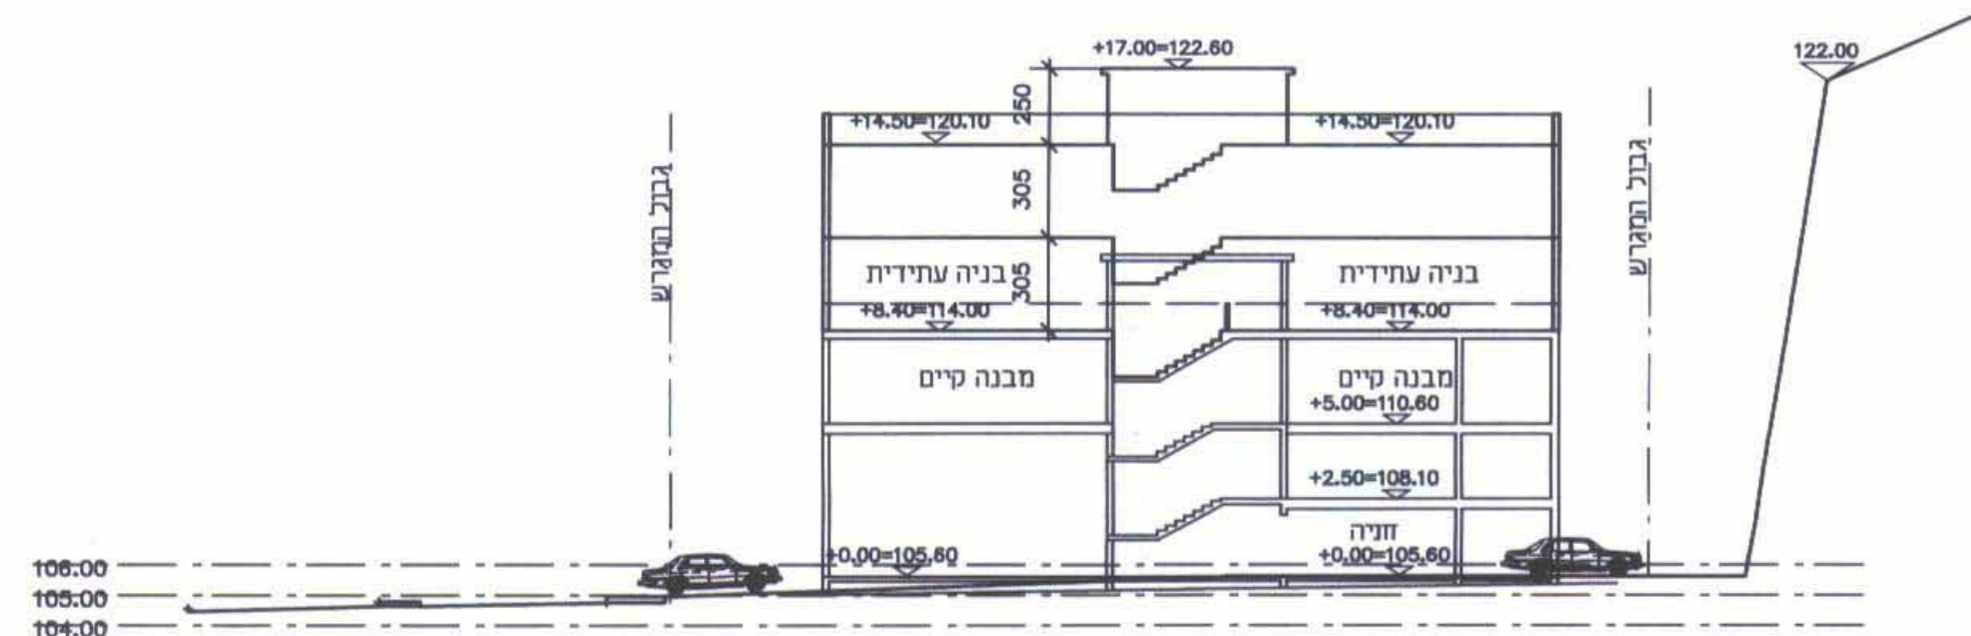 +17.00=122.60
122.00
250
+14.50=120.10
+14.50=120.10
גבול המגרש
305
גבול המגרש
בניה עתידית
305
בניה עתידית
+8.40=114.00
+8.40=114.00
מבנה קיים
מבנה קיים
+5.00=110.60
+2.50=108.10
חניה
+0.00=105.60
+0.00=105.60
106.00
105.00
104.00